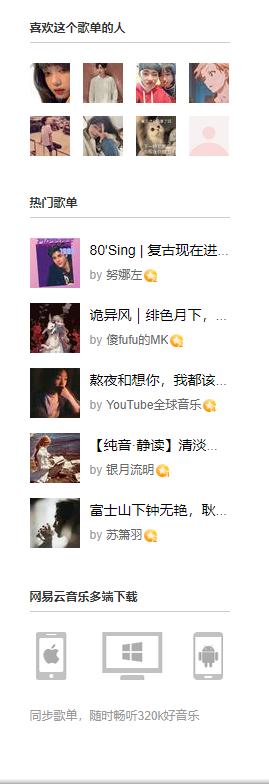 喜欢这个歌单的人
热门歌单
80'Sing | 复古现在进...
by 努娜左
诡异风｜绯色月下，...
by 傻fufu的MK
熬夜和想你，我都该...
by YouTube全球音乐
【纯音·静读】清淡...
by 银月流明
富士山下钟无艳，耿...
by 苏箫羽
网易云音乐多端下载
同步歌单，随时畅听320k好音乐